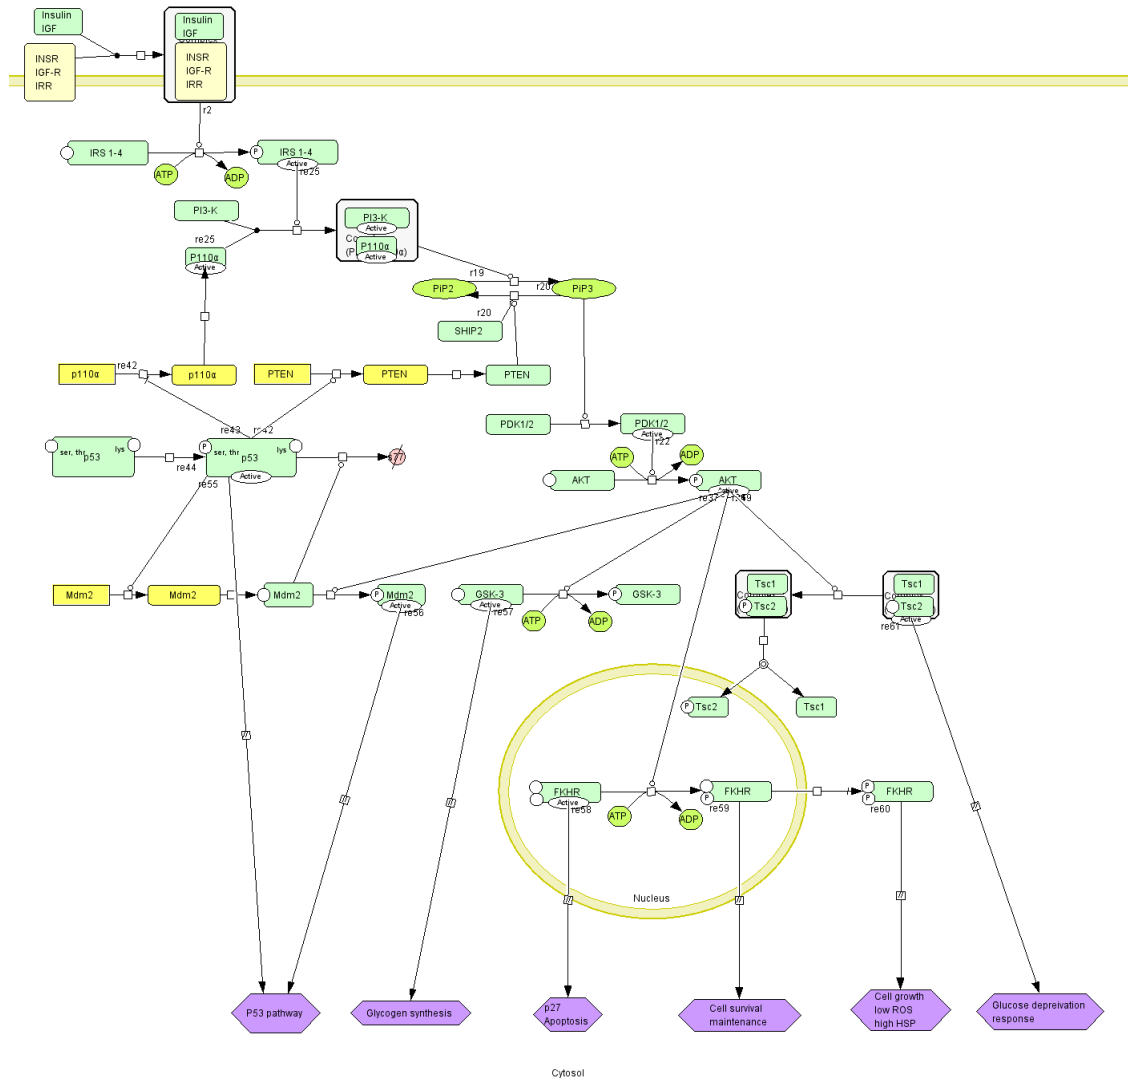 Insulin
IGF
INSR
IGF-R
IRR
Insulin
IGF
INSR
IGF-R
IRR
r2
IRS 1-4
P
IRS 1-4
Active
re25
ATP
ADP
PI3-K
re25
P110α
Active
PI3-K
Active
P110α
Active
r19
PiP2
PiP3
r20
r20
SHIP2
p110α
re42
p110α
PTEN
PTEN
PTEN
PDK1/2
PDK1/2
Active
r22
ser, thr
lys
p53
re44
re43
P
ser, thr
lys
p53
Active
re55
ATP
ADP
AKT
P
AKT
Active
re37
Mdm2
Mdm2
Mdm2
P
Mdm2
Active
re56
GSK-3
Active
re57
P
GSK-3
ATP
ADP
Tsc1
P
Tsc2
Tsc1
Tsc2
Active
re61
P
Tsc2
Tsc1
FKHR
Active
re58
ATP
ADP
P
FKHR
re59
P
P
FKHR
re60
Nucleus
P53 pathway
Glycogen synthesis
p27
Apoptosis
Cell survival
maintenance
Cell growth
low ROS
high HSP
Glucose depreivation
response
Cytosol